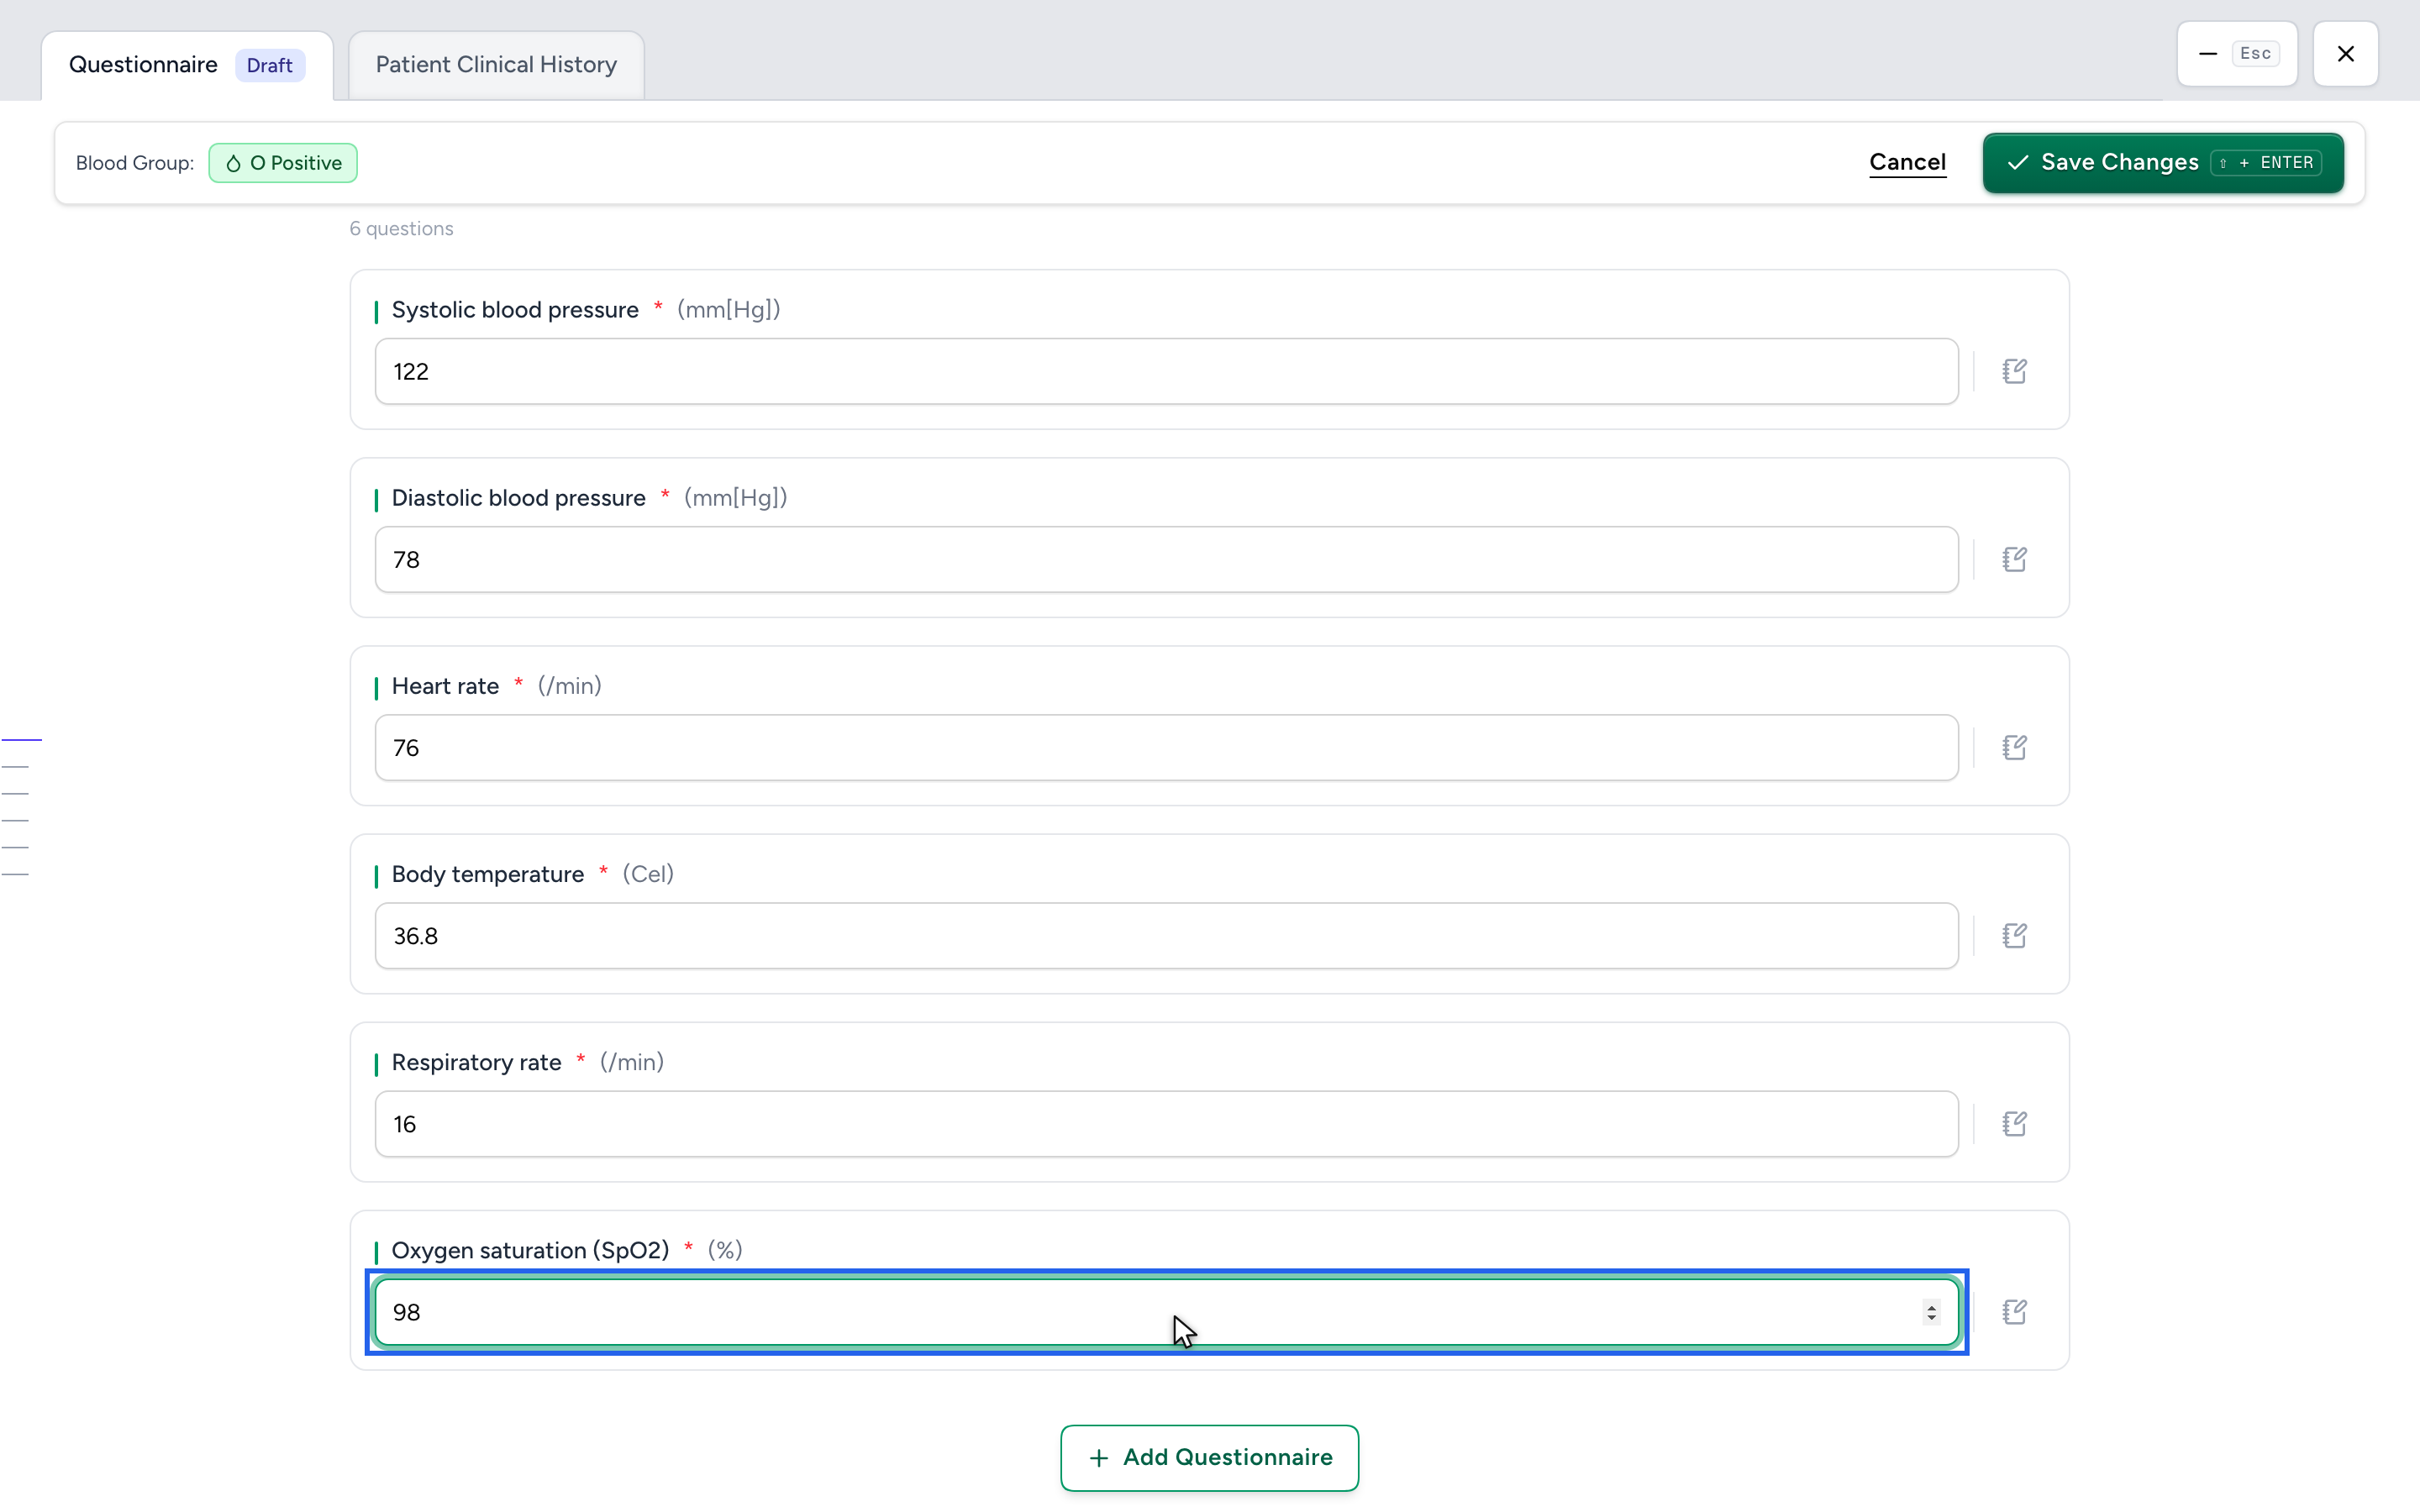 Questionnaire Draft Patient Clinical History Esc
Blood Group: O Positive Cancel Save Changes ⇧ + ENTER
6 questions
Systolic blood pressure * (mm[Hg])
122
Diastolic blood pressure * (mm[Hg])
78
Heart rate * (/min)
76
Body temperature * (Cel)
36.8
Respiratory rate * (/min)
16
Oxygen saturation (SpO2) * (%)
98
+ Add Questionnaire